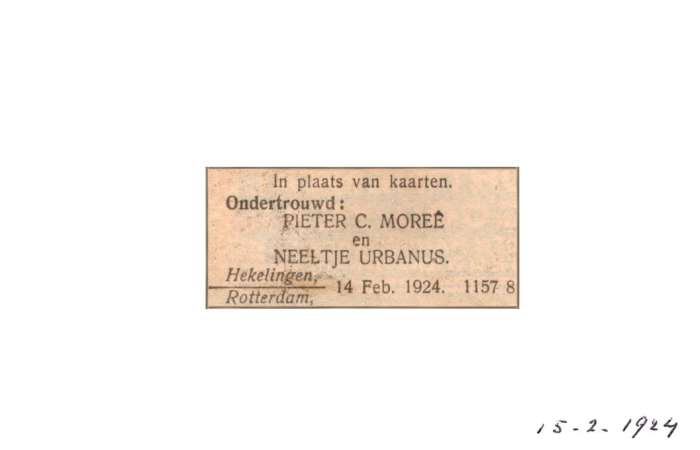 In plaats van kaarten.
Ondertrouwd:
PIETER C. MOREÊ
en
NEELTJE URBANUS.
Hekelingen,
Rotterdam,
14 Feb. 1924.
1157 8
15-2-1924